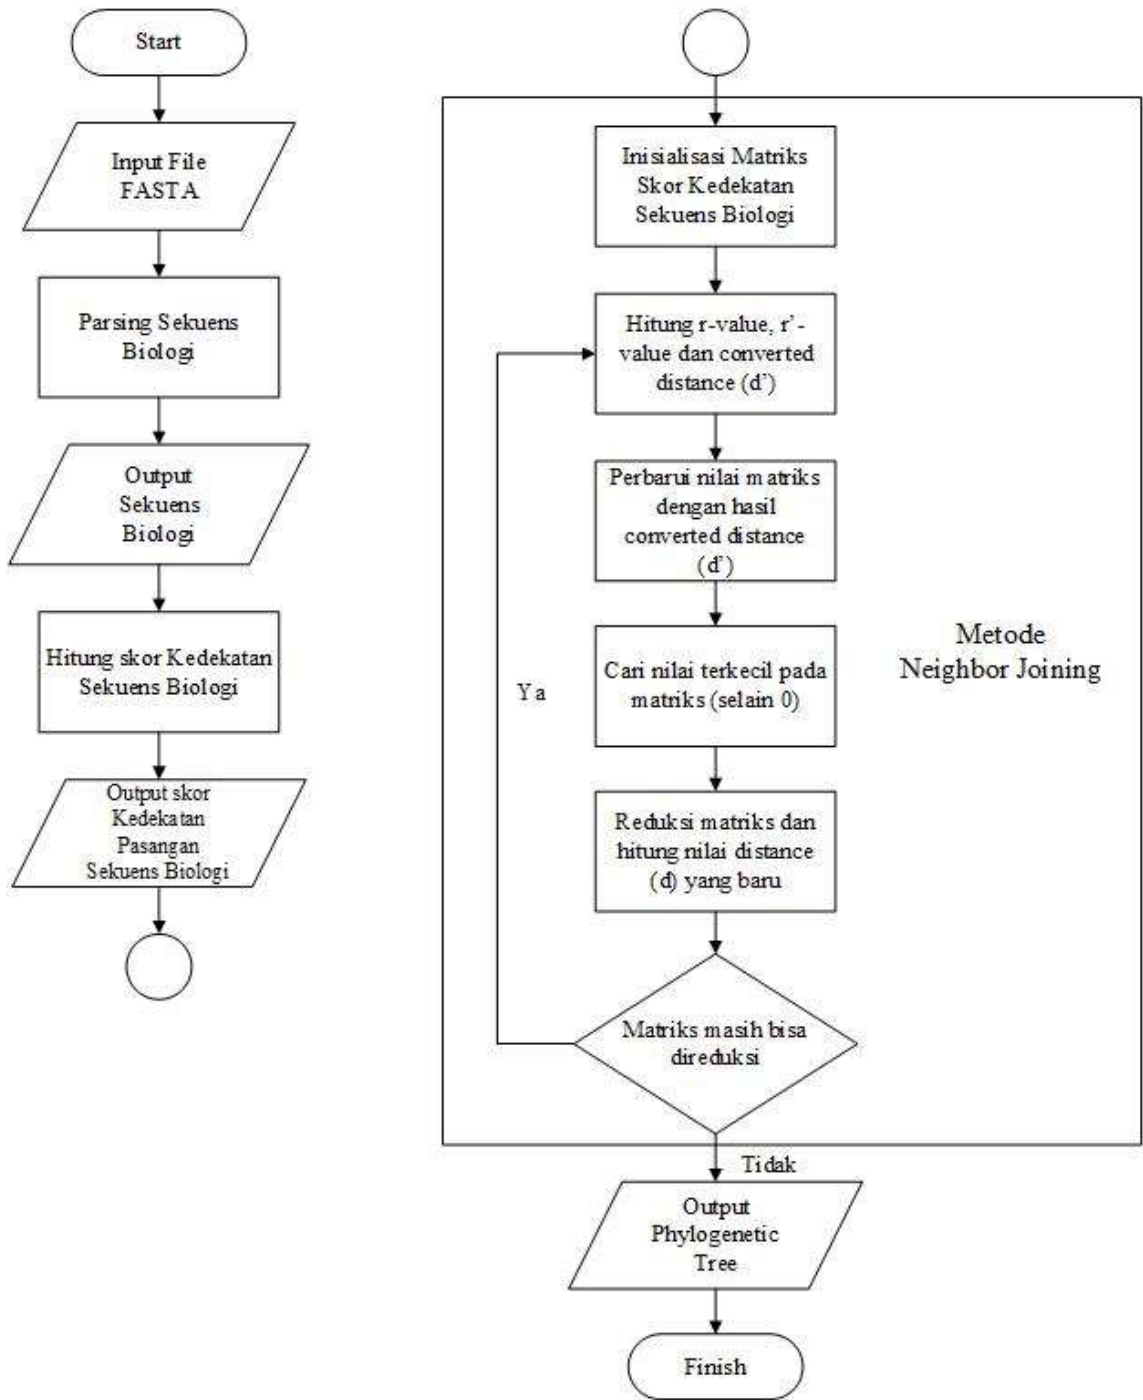 Start
Input File
FASTA
Parsing Sekuens
Biologi
Output
Sekuens
Biologi
Hitung skor Kedekatan
Sekuens Biologi
Output skor
Kedekatan
Pasangan
Sekuens Biologi
Inisialisasi Matriks
Skor Kedekatan
Sekuens Biologi
Hitung r-value, r’-
value dan converted
distance (d’)
Perbarui nilai matriks
dengan hasil
converted distance
(d’)
Cari nilai terkecil pada
matriks (selain 0)
Reduksi matriks dan
hitung nilai distance
(d) yang baru
Matriks masih bisa
direduksi
Ya
Metode
Neighbor Joining
Tidak
Output
Phylogenetic
Tree
Finish